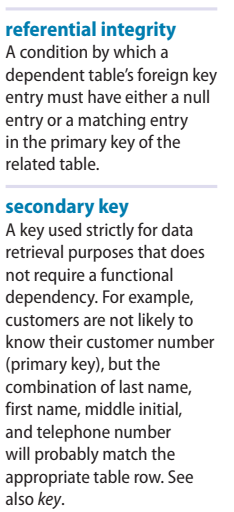 referential integrity
A condition by which a
dependent table's foreign key
entry must have either a null
entry or a matching entry
in the primary key of the
related table.
secondary key
A key used strictly for data
retrieval purposes that does
not require a functional
dependency. For example,
customers are not likely to
know their customer number
(primary key), but the
combination of last name,
first name, middle initial,
and telephone number
will probably match the
appropriate table row. See
also key.